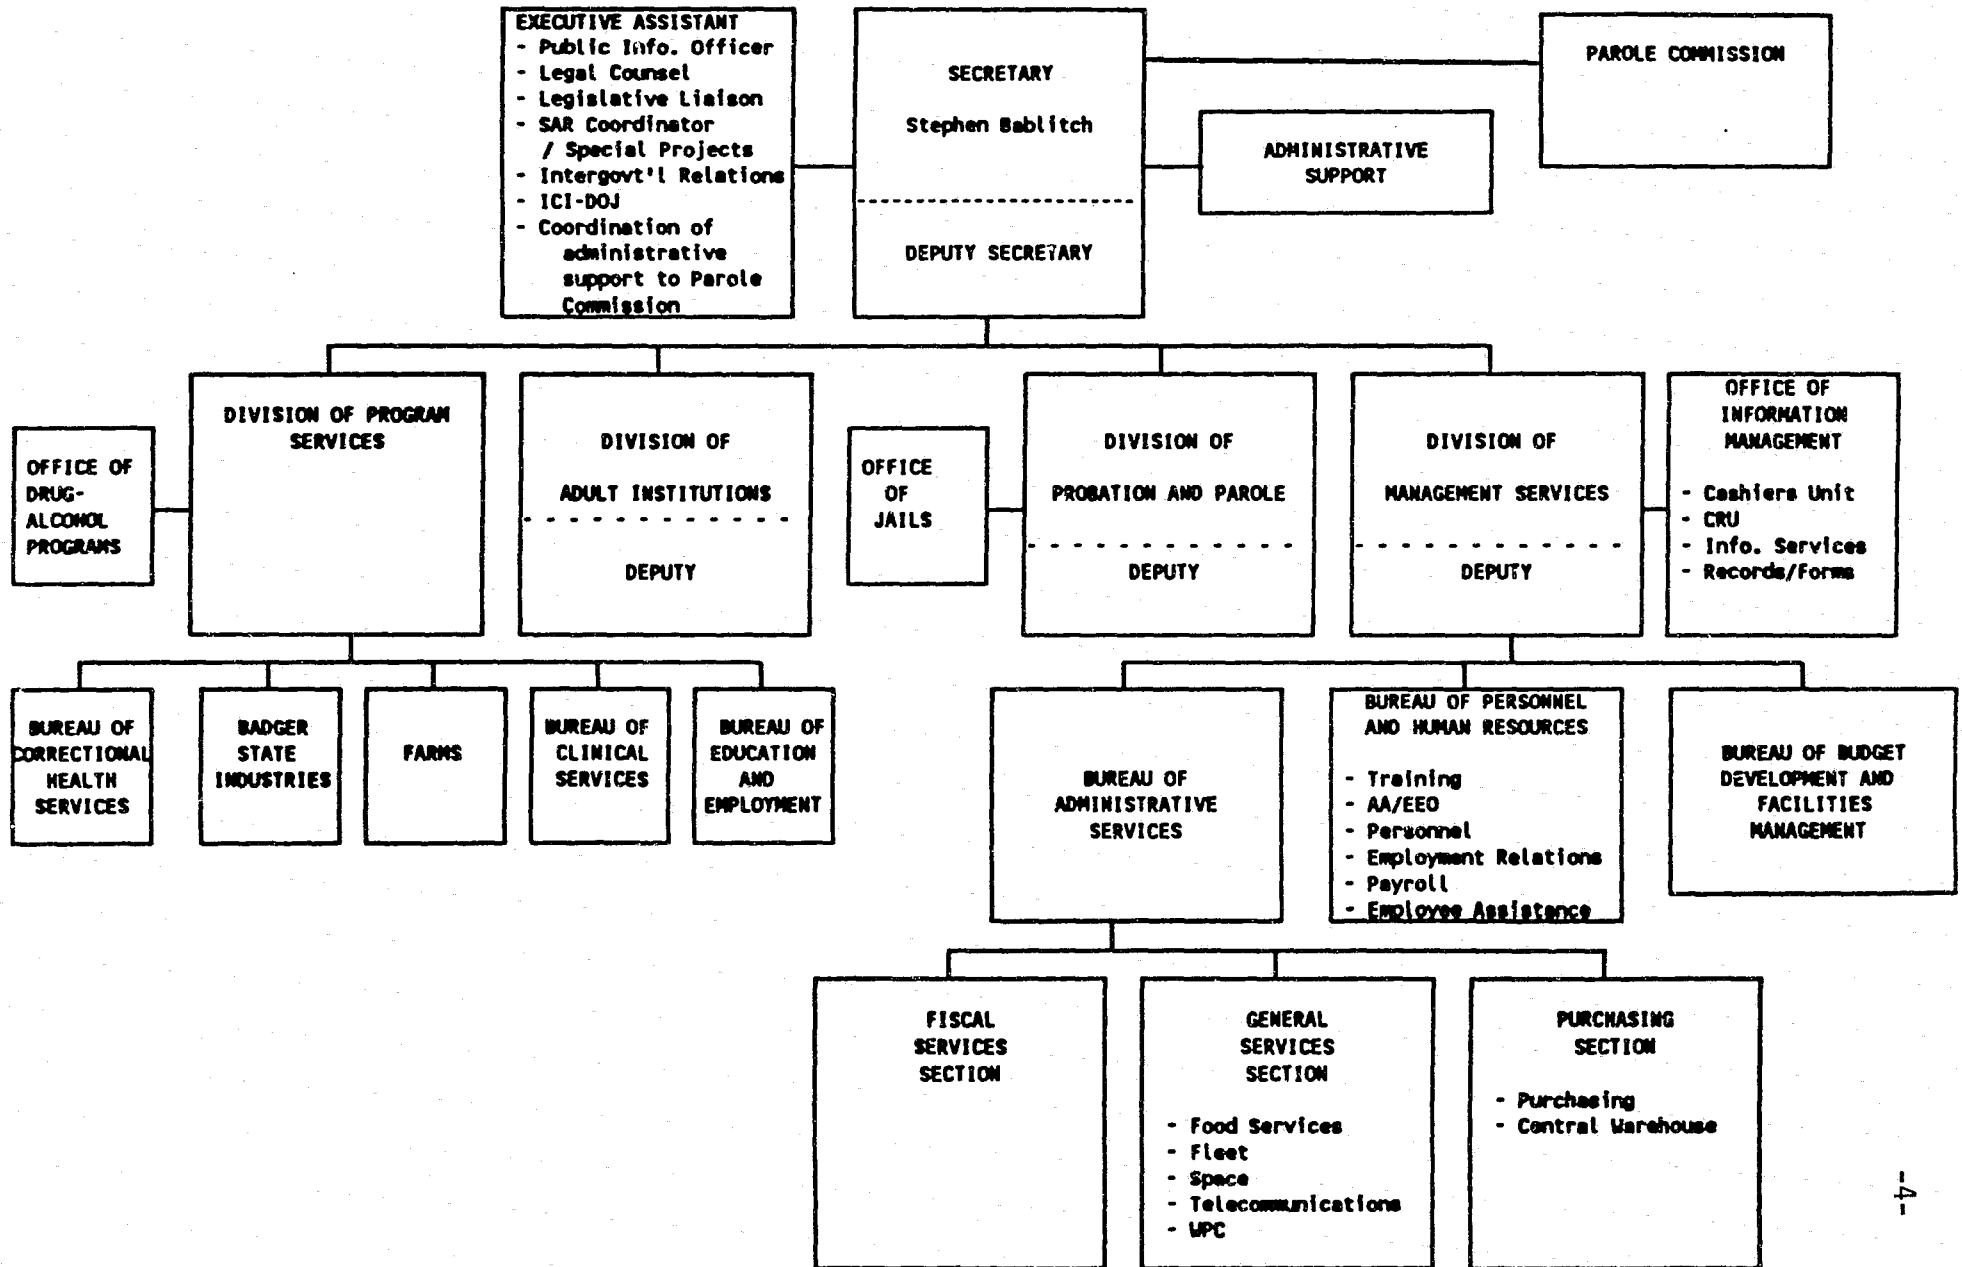 EXECUTIVE ASSISTANT
- Public Info. Officer
- Legal Counsel
- Legislative Liaison
- SAR Coordinator
/ Special Projects
- Intergovt'l Relations
- ICI-DOJ
- Coordination of
administrative
support to Parole
Commission
SECRETARY
Stephen Bablitch
DEPUTY SECRETARY
PAROLE COMMISSION
ADMINISTRATIVE
SUPPORT
OFFICE OF
DRUG-
ALCOHOL
PROGRAMS
DIVISION OF PROGRAM
SERVICES
DIVISION OF
ADULT INSTITUTIONS
DEPUTY
OFFICE
OF
JAILS
DIVISION OF
PROBATION AND PAROLE
DEPUTY
DIVISION OF
MANAGEMENT SERVICES
DEPUTY
OFFICE OF
INFORMATION
MANAGEMENT
- Cashiers Unit
- CRU
- Info. Services
- Records/Forms
BUREAU OF
CORRECTIONAL
HEALTH
SERVICES
BADGER
STATE
INDUSTRIES
FARMS
BUREAU OF
CLINICAL
SERVICES
BUREAU OF
EDUCATION
AND
EMPLOYMENT
BUREAU OF
ADMINISTRATIVE
SERVICES
BUREAU OF PERSONNEL
AND HUMAN RESOURCES
- Training
- AA/EEO
- Personnel
- Employment Relations
- Payroll
- Employee Assistance
BUREAU OF BUDGET
DEVELOPMENT AND
FACILITIES
MANAGEMENT
FISCAL
SERVICES
SECTION
GENERAL
SERVICES
SECTION
- Food Services
- Fleet
- Space
- Telecommunications
- WPC
PURCHASING
SECTION
- Purchasing
- Central Warehouse
-4-